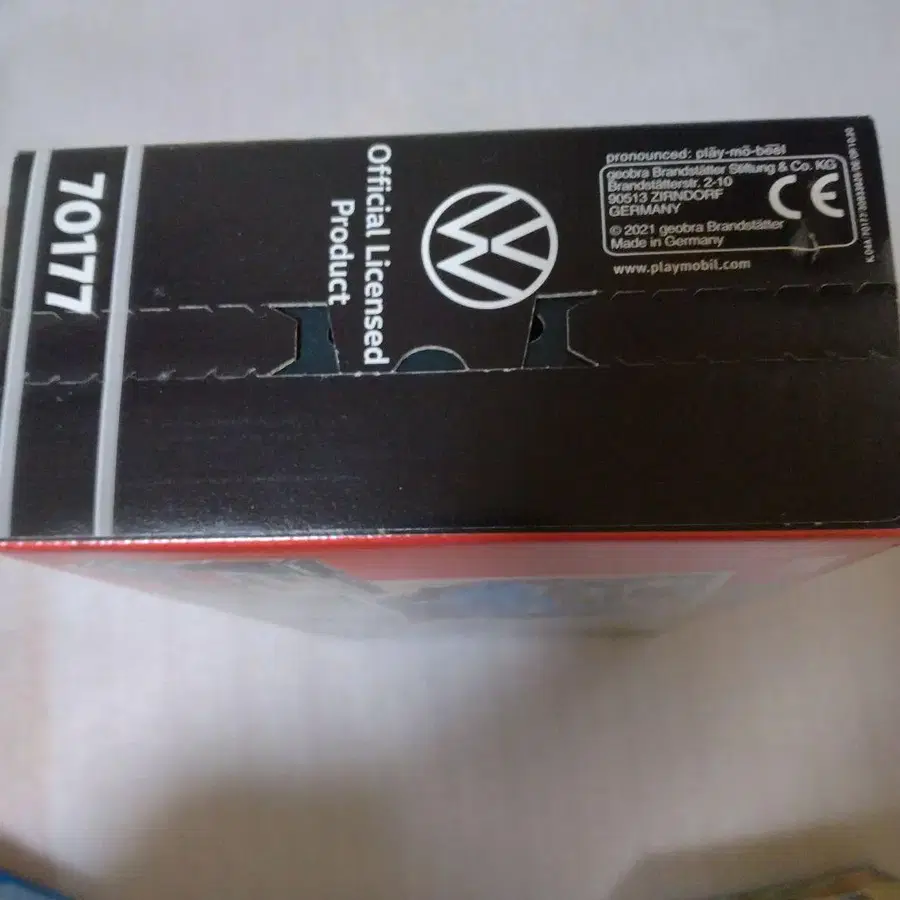 70177
Official Licensed
Product
pronounced: plāy-mō-bēēl
geobra Brandstätter Stiftung & Co. KG
Brandstätterstr. 2-10
90513 ZIRNDORF
GERMANY
© 2021 geobra Brandstätter
Made in Germany
CE
www.playmobil.com